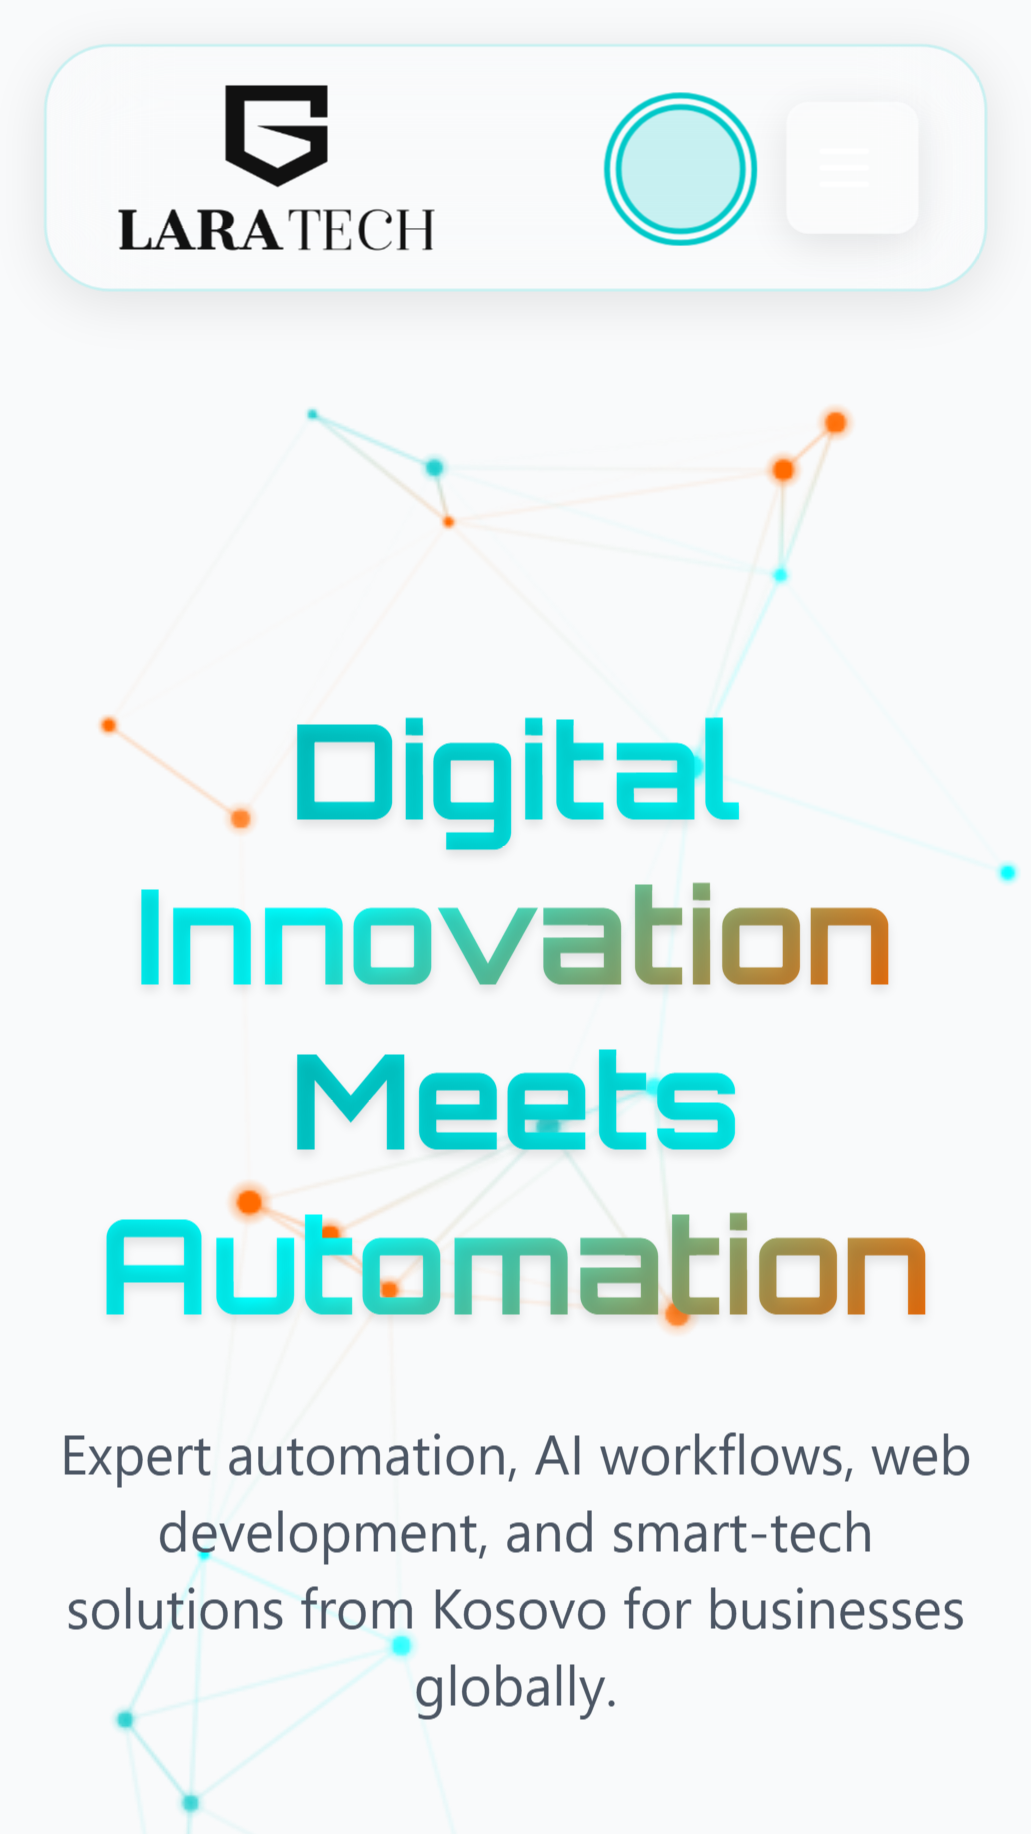 LARATECH
Digital
Innovation
Meets
Automation
Expert automation, AI workflows, web
development, and smart-tech
solutions from Kosovo for businesses
globally.